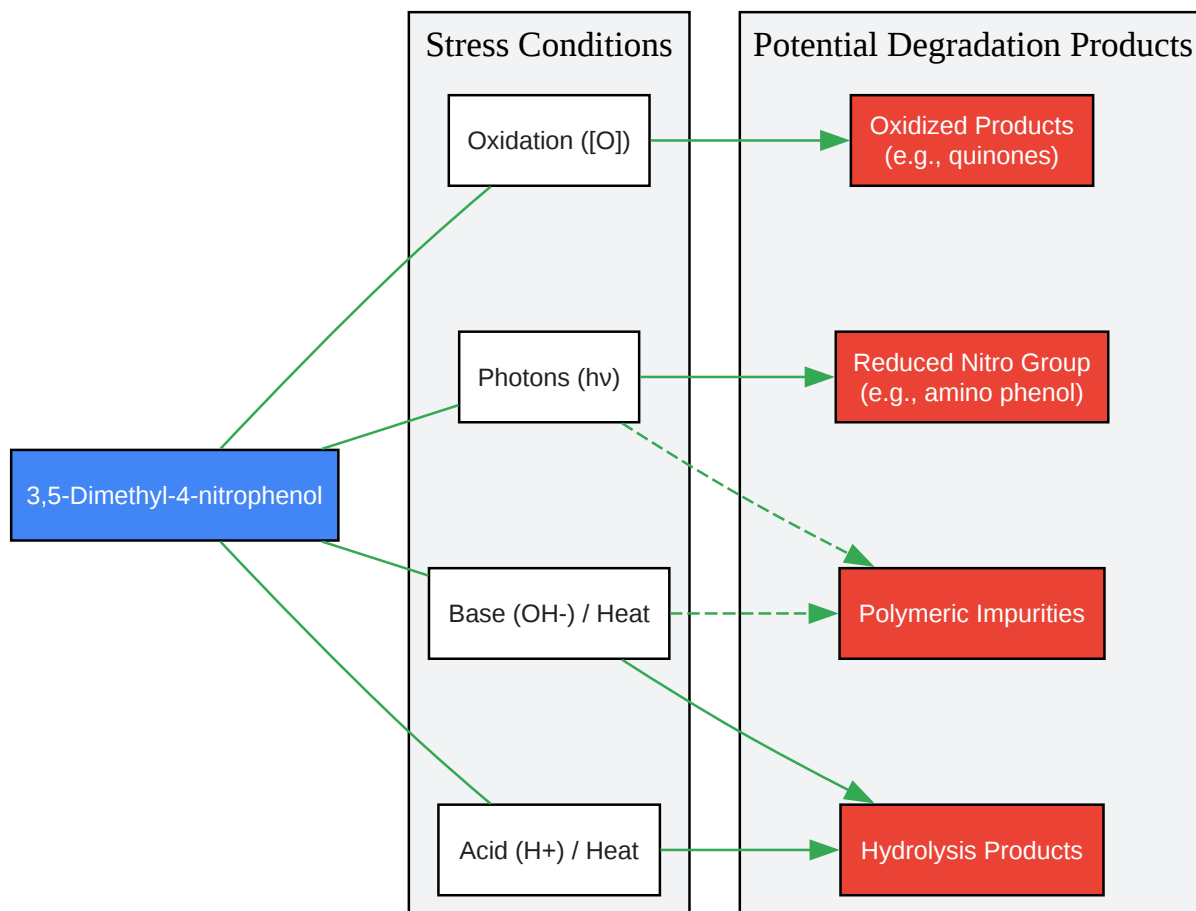 Stress Conditions
Potential Degradation Products
Oxidation ([O])
Oxidized Products
(e.g., quinones)
Photons (hν)
Reduced Nitro Group
(e.g., amino phenol)
3,5-Dimethyl-4-nitrophenol
Base (OH-) / Heat
Polymeric Impurities
Acid (H+) / Heat
Hydrolysis Products